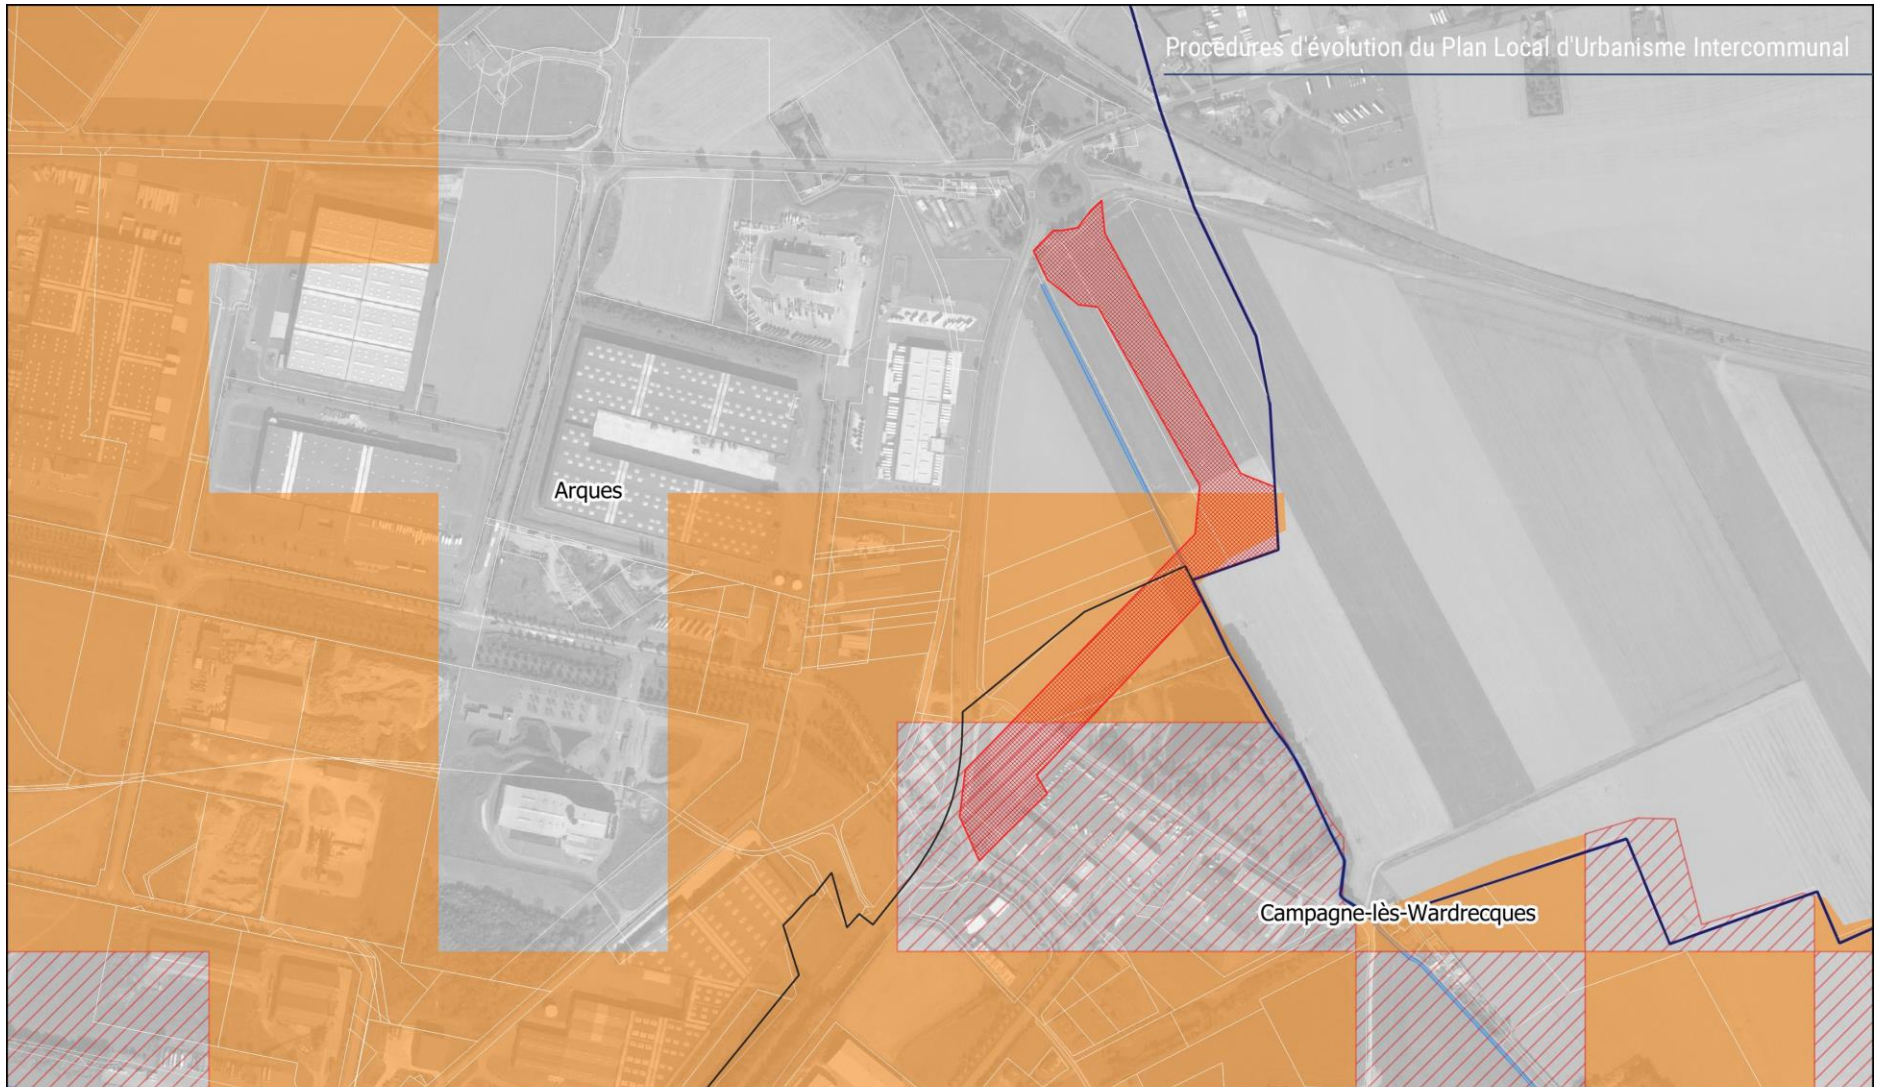 Procédures d'évolution du Plan Local d'Urbanisme Intercommunal
Arques
Campagne-lès-Wardrecques